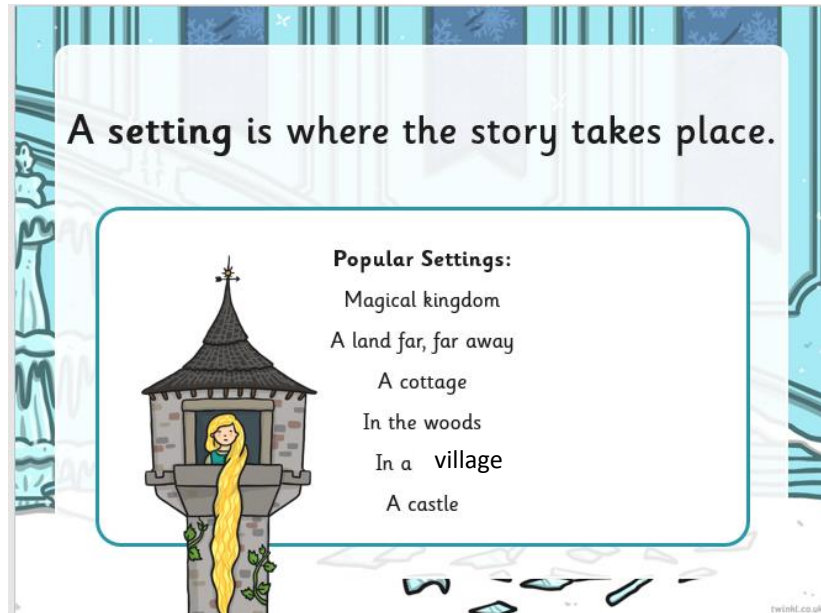 A setting is where the story takes place.
Popular Settings:
Magical kingdom
A land far, far away
A cottage
In the woods
In a village
A castle
twinkl.co.uk